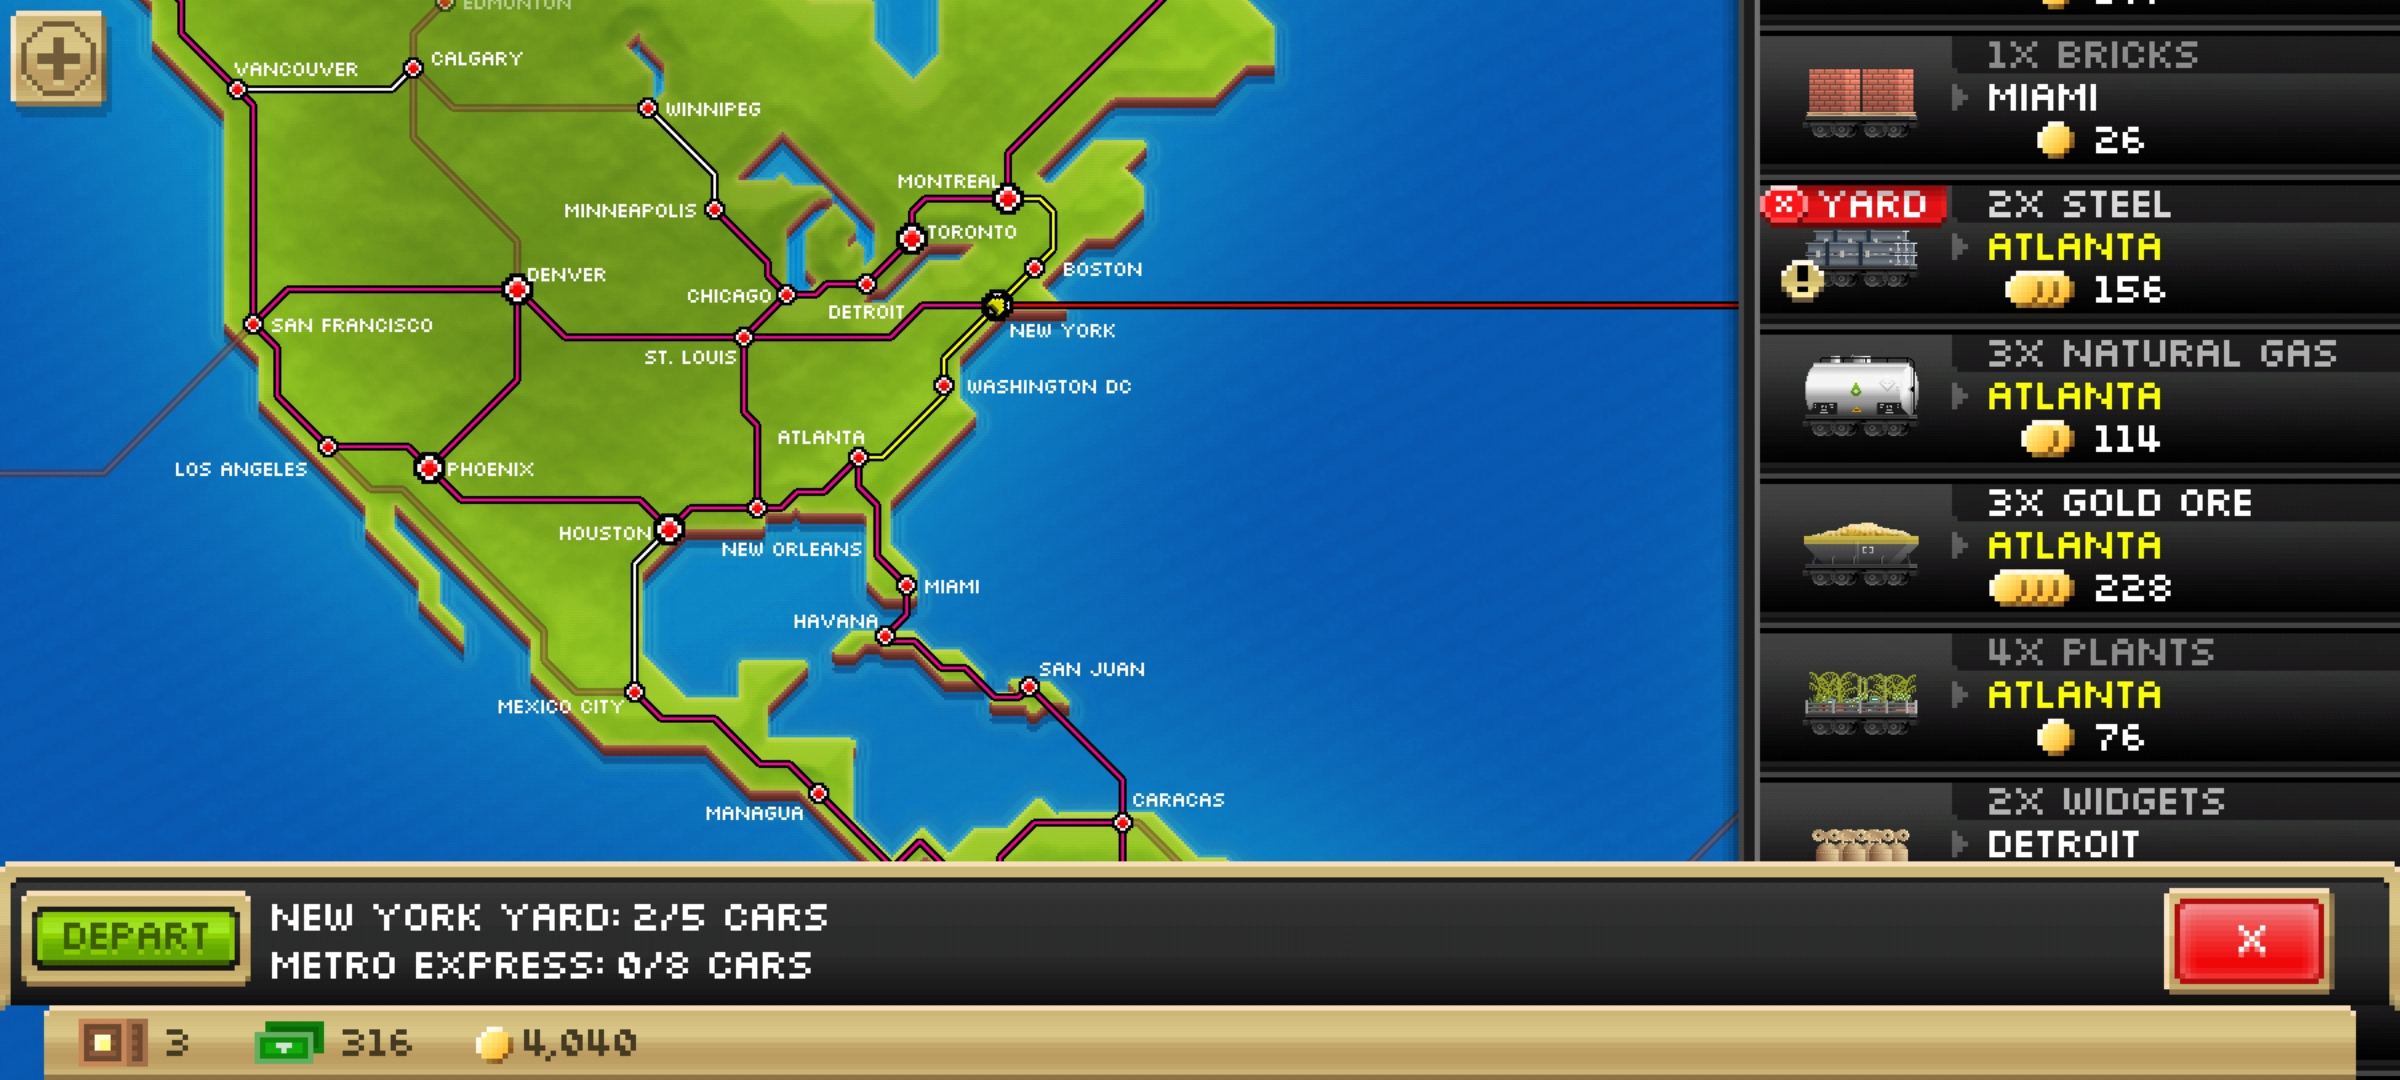 EDMONTON
VANCOUVER
CALGARY
WINNIPEG
MONTREAL
MINNEAPOLIS
TORONTO
BOSTON
DENVER
CHICAGO
DETROIT
SAN FRANCISCO
NEW YORK
ST. LOUIS
WASHINGTON DC
ATLANTA
LOS ANGELES
PHOENIX
HOUSTON
NEW ORLEANS
MIAMI
HAVANA
SAN JUAN
MEXICO CITY
MANAGUA
CARACAS
1X BRICKS
MIAMI
26
YARD
2X STEEL
ATLANTA
156
3X NATURAL GAS
ATLANTA
114
3X GOLD ORE
ATLANTA
228
4X PLANTS
ATLANTA
76
2X WIDGETS
DETROIT
DEPART
NEW YORK YARD: 2/5 CARS
METRO EXPRESS: 0/8 CARS
X
3
316
4,040